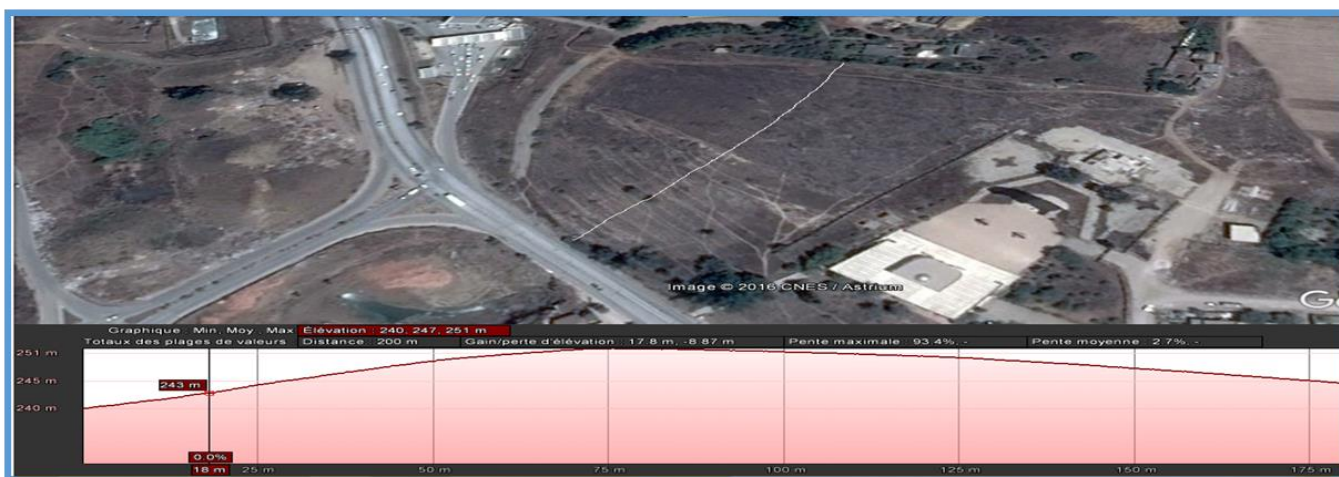 Image © 2016 CNES / Astrium
G
Graphique : Min, Moy, Max Élévation : 240, 247, 251 m
Totaux des plages de valeurs Distance : 200 m Gain/perte d'élévation : 17.8 m, -8.87 m Pente maximale : 93.4%, - Pente moyenne : 2.7%, -
251 m
245 m
243 m
240 m
0.0%
18 m 25 m 50 m 75 m 100 m 125 m 150 m 175 m